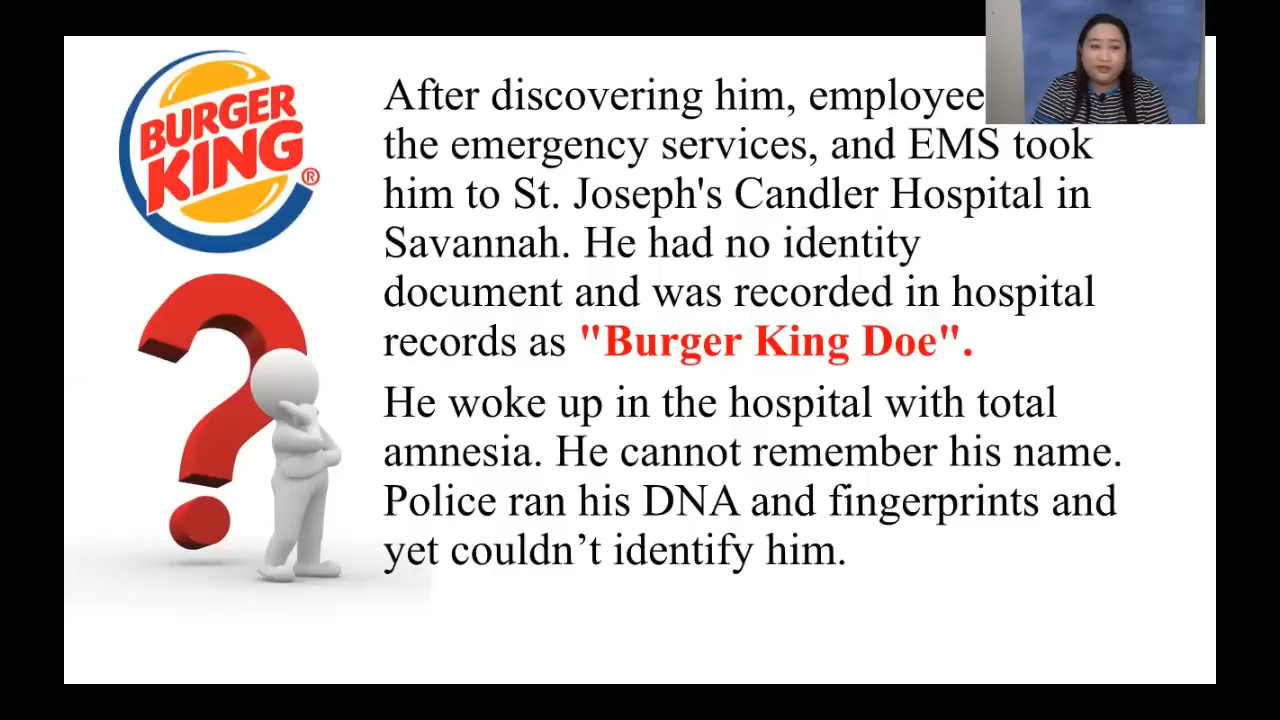 BURGER
KING
®
After discovering him, employee
the emergency services, and EMS took
him to St. Joseph's Candler Hospital in
Savannah. He had no identity
document and was recorded in hospital
records as "Burger King Doe".
He woke up in the hospital with total
amnesia. He cannot remember his name.
Police ran his DNA and fingerprints and
yet couldn’t identify him.